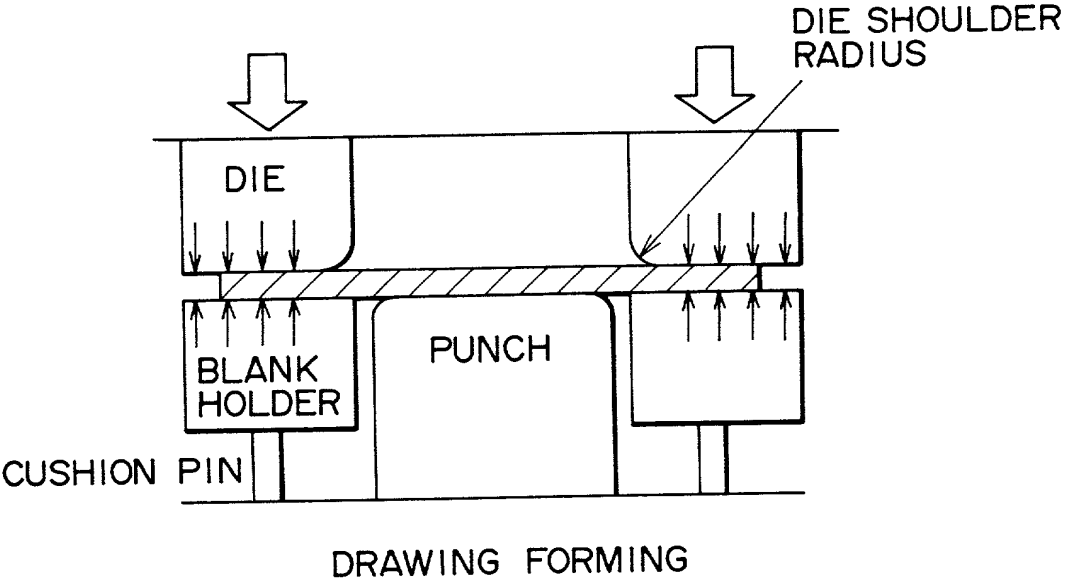 DIE SHOULDER
RADIUS
DIE
PUNCH
BLANK
HOLDER
CUSHION PIN
DRAWING FORMING